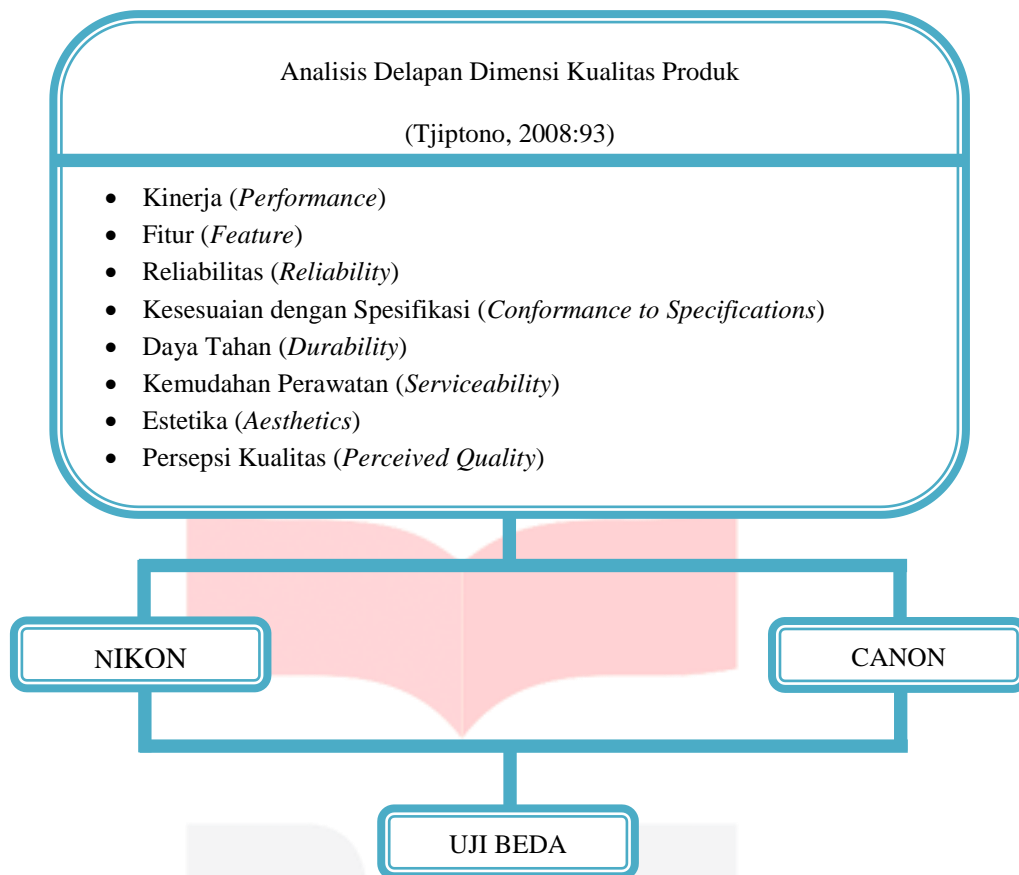 Analisis Delapan Dimensi Kualitas Produk
(Tjiptono, 2008:93)
• Kinerja (Performance)
• Fitur (Feature)
• Reliabilitas (Reliability)
• Kesesuaian dengan Spesifikasi (Conformance to Specifications)
• Daya Tahan (Durability)
• Kemudahan Perawatan (Serviceability)
• Estetika (Aesthetics)
• Persepsi Kualitas (Perceived Quality)
NIKON
CANON
UJI BEDA